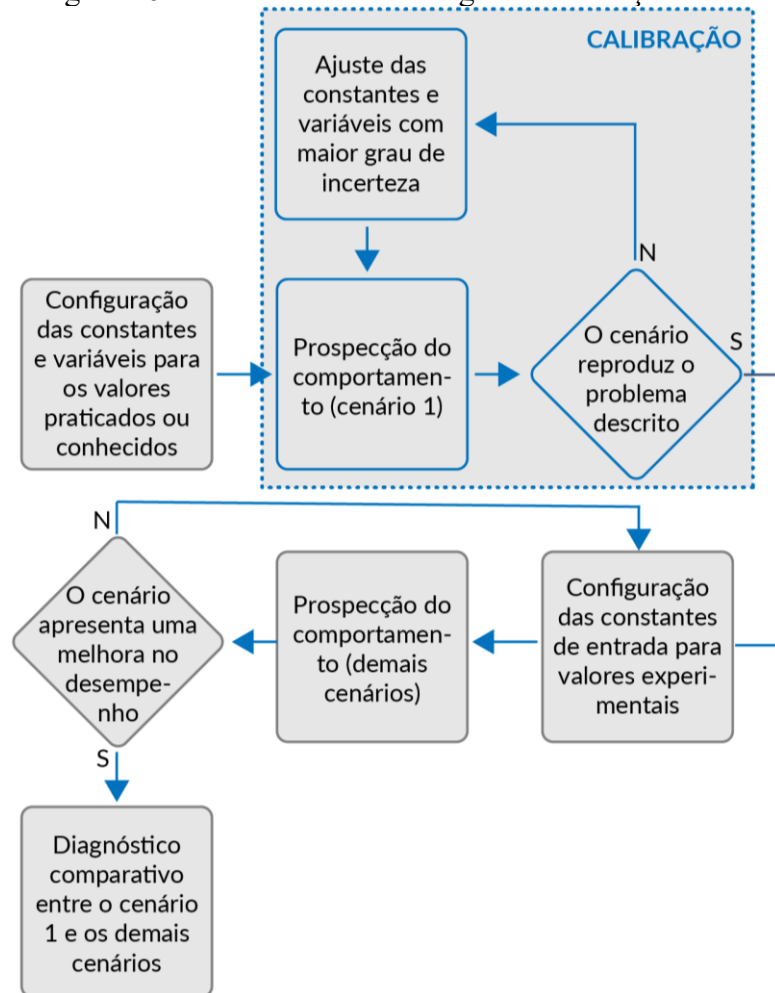 CALIBRAÇÃO
Ajuste das
constantes e
variáveis com
maior grau de
incerteza
N
Configuração
das constantes
e variáveis para
os valores
praticados ou
conhecidos
Prospecção do
comportamen-
to (cenário 1)
O cenário
reproduz o
problema
descrito
S
N
O cenário
apresenta uma
melhora no
desempe-
nho
Prospecção do
comportamen-
to (demais
cenários)
Configuração
das constantes
de entrada para
valores experi-
mentais
S
Diagnóstico
comparativo
entre o cenário
1 e os demais
cenários